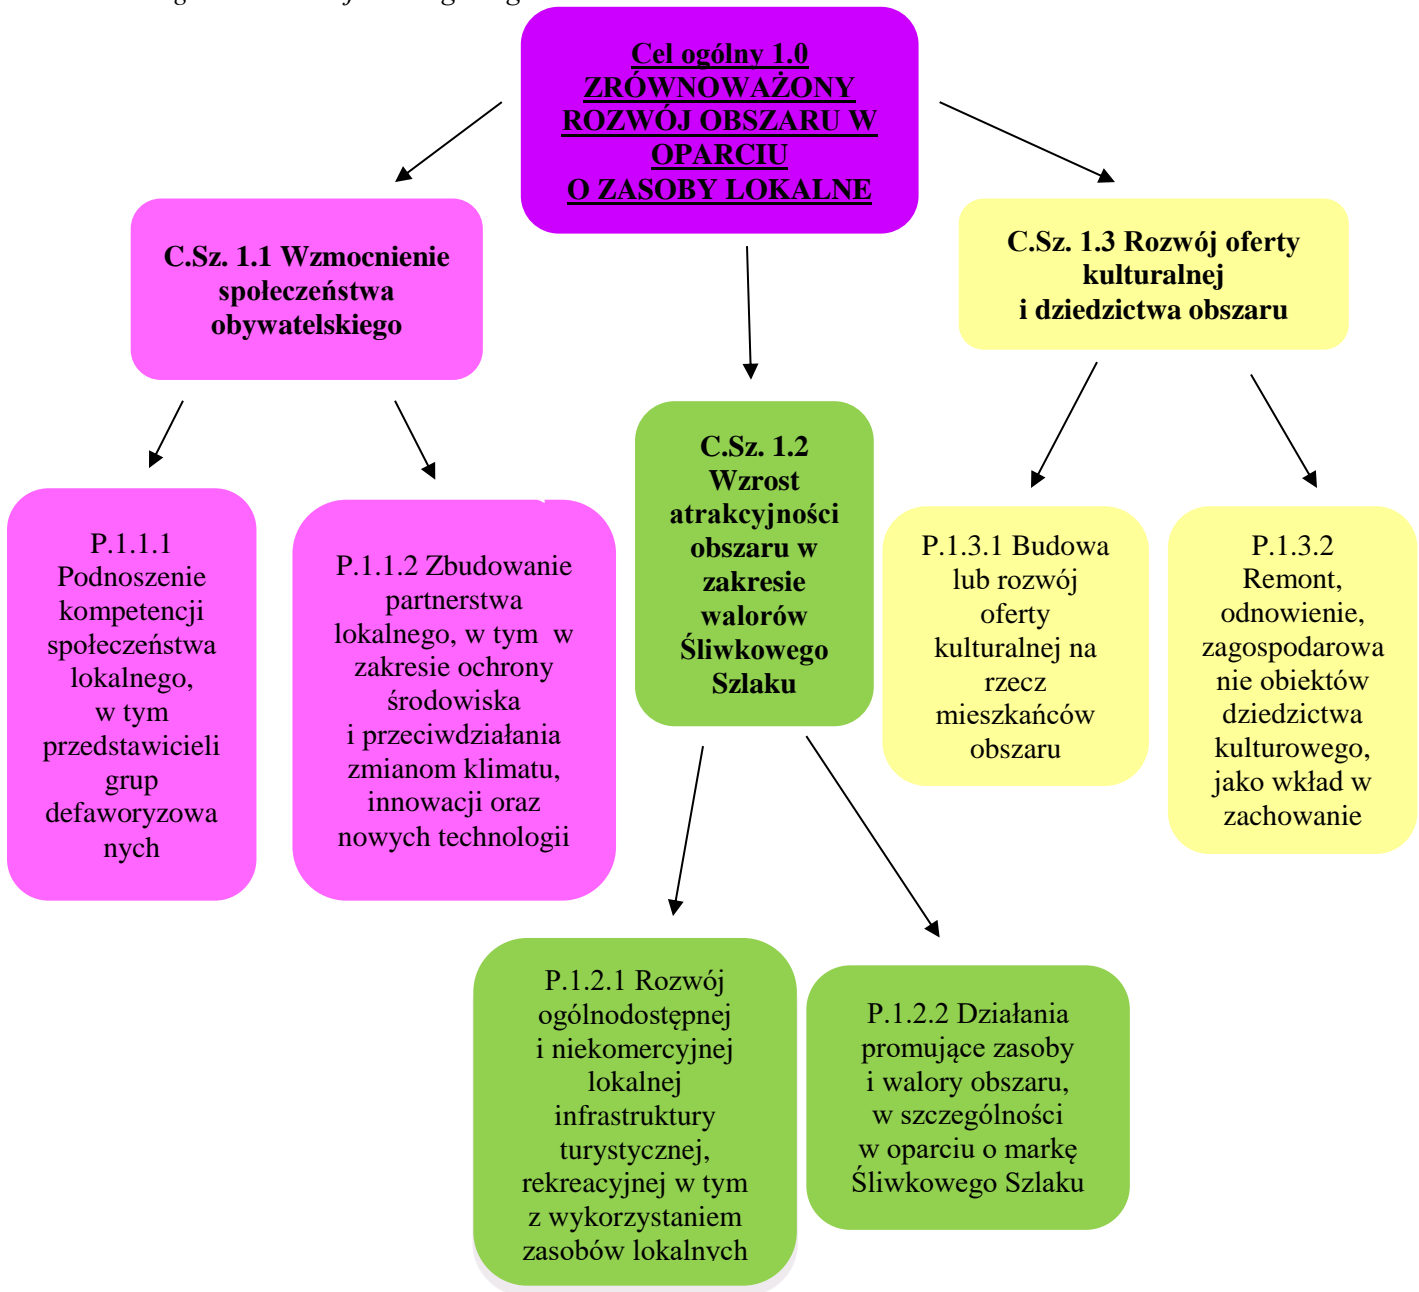 Cel ogólny 1.0
ZRÓWNOWAŻONY
ROZWÓJ OBSZARU W
OPARCIU
O ZASOBY LOKALNE
C.Sz. 1.1 Wzmocnienie
społeczeństwa
obywatelskiego
C.Sz. 1.3 Rozwój oferty
kulturalnej
i dziedzictwa obszaru
C.Sz. 1.2
Wzrost
atrakcyjności
obszaru w
zakresie
walorów
Śliwkowego
Szlaku
P.1.1.1
Podnoszenie
kompetencji
społeczeństwa
lokalnego,
w tym
przedstawicieli
grup
defaworyzowa
nych
P.1.1.2 Zbudowanie
partnerstwa
lokalnego, w tym w
zakresie ochrony
środowiska
i przeciwdziałania
zmianom klimatu,
innowacji oraz
nowych technologii
P.1.3.1 Budowa
lub rozwój
oferty
kulturalnej na
rzecz
mieszkańców
obszaru
P.1.3.2
Remont,
odnowienie,
zagospodarowa
nie obiektów
dziedzictwa
kulturowego,
jako wkład w
zachowanie
P.1.2.1 Rozwój
ogólnodostępnej
i niekomercyjnej
lokalnej
infrastruktury
turystycznej,
rekreacyjnej w tym
z wykorzystaniem
zasobów lokalnych
P.1.2.2 Działania
promujące zasoby
i walory obszaru,
w szczególności
w oparciu o markę
Śliwkowego Szlaku